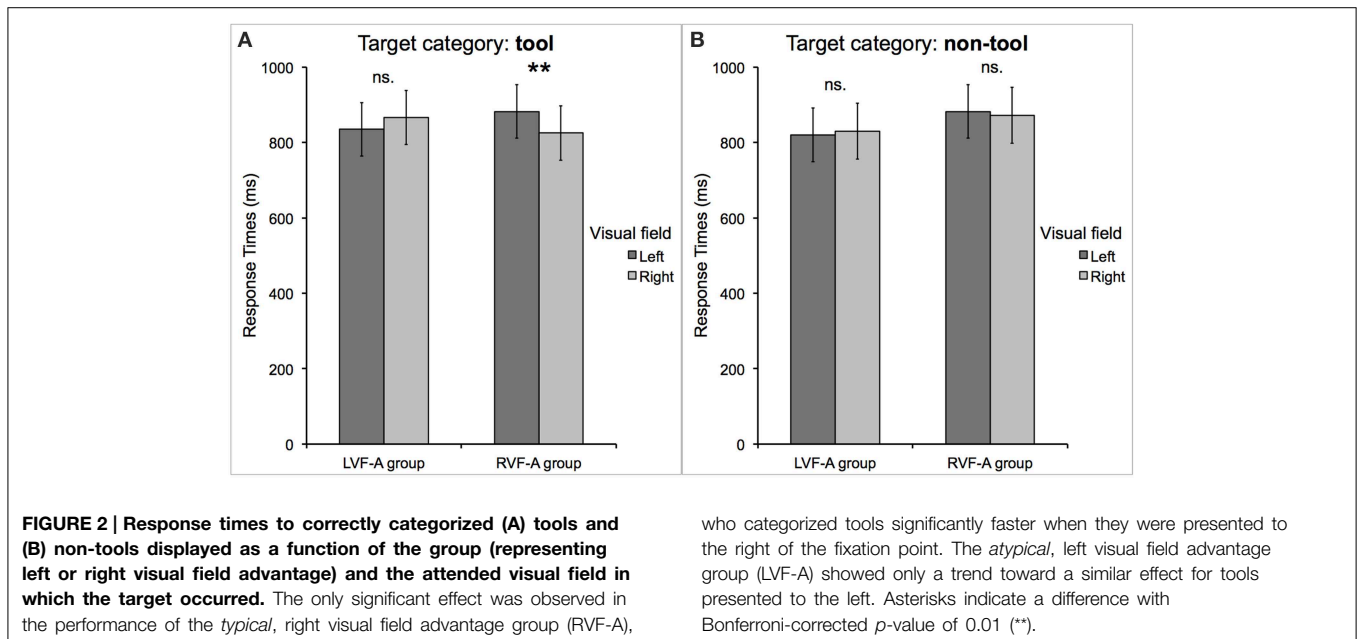 A
Target category: tool
1000
800
600
400
200
0
Response Times (ms)
ns.
**
Visual field
Left
Right
LVF-A group
RVF-A group
B
Target category: non-tool
1000
800
600
400
200
0
Response Times (ms)
ns.
ns.
Visual field
Left
Right
LVF-A group
RVF-A group
FIGURE 2 | Response times to correctly categorized (A) tools and
(B) non-tools displayed as a function of the group (representing
left or right visual field advantage) and the attended visual field in
which the target occurred. The only significant effect was observed in
the performance of the typical, right visual field advantage group (RVF-A),
who categorized tools significantly faster when they were presented to
the right of the fixation point. The atypical, left visual field advantage
group (LVF-A) showed only a trend toward a similar effect for tools
presented to the left. Asterisks indicate a difference with
Bonferroni-corrected p-value of 0.01 (**).